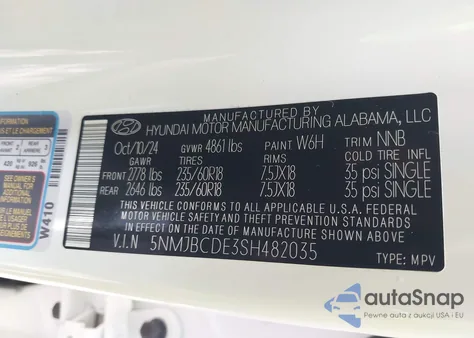 MANUFACTURED BY
HYUNDAI MOTOR MANUFACTURING ALABAMA, LLC
Oct/10/24 GVWR 4861 lbs PAINT W6H TRIM NNB
GAWR TIRES RIMS COLD TIRE INFL
FRONT 2778 lbs 235/60R18 7.5JX18 35 psi SINGLE
REAR 2646 lbs 235/60R18 7.5JX18 35 psi SINGLE
THIS VEHICLE CONFORMS TO ALL APPLICABLE U.S.A. FEDERAL
MOTOR VEHICLE SAFETY, BUMPER, AND THEFT PREVENTION
STANDARDS IN EFFECT ON THE DATE OF MANUFACTURE SHOWN ABOVE.
V.I.N 5NMJBCDE3SH482035
TYPE: MPV
W410
autaSnap
Pewne auta z aukcji USA i EU